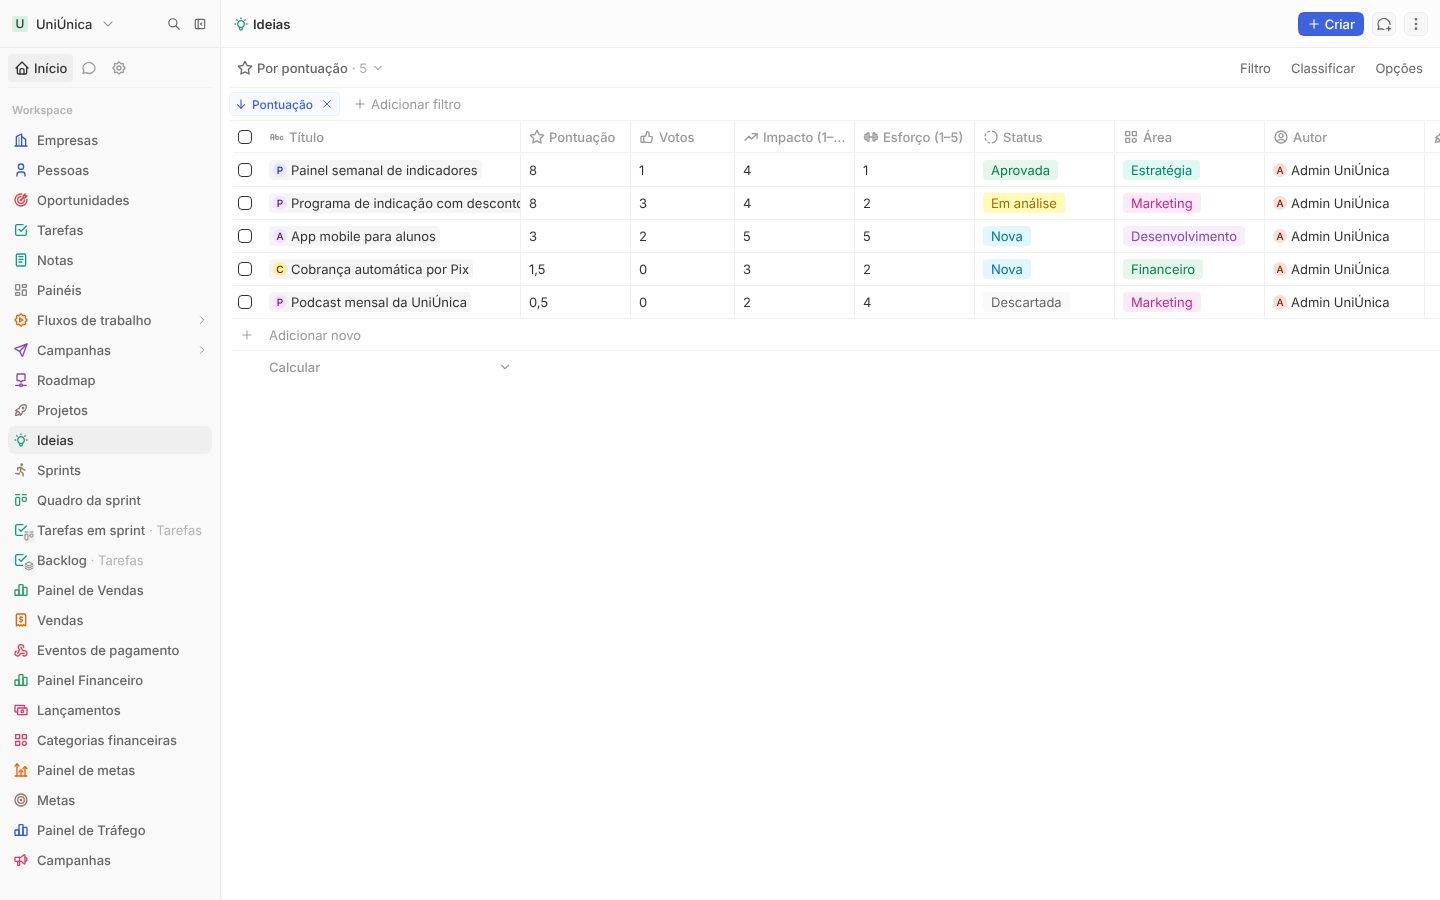 U UniÚnica
Ideias
Criar
Início
Por pontuação · 5
Filtro Classificar Opções
Pontuação
Adicionar filtro
Workspace
Empresas
Pessoas
Oportunidades
Tarefas
Notas
Painéis
Fluxos de trabalho
Campanhas
Roadmap
Projetos
Ideias
Sprints
Quadro da sprint
Tarefas em sprint · Tarefas
Backlog · Tarefas
Painel de Vendas
Vendas
Eventos de pagamento
Painel Financeiro
Lançamentos
Categorias financeiras
Painel de metas
Metas
Painel de Tráfego
Campanhas
Abc Título Pontuação Votos Impacto (1–... Esforço (1–5) Status Área Autor
P Painel semanal de indicadores 8 1 4 1 Aprovada Estratégia A Admin UniÚnica
P Programa de indicação com desconto 8 3 4 2 Em análise Marketing A Admin UniÚnica
A App mobile para alunos 3 2 5 5 Nova Desenvolvimento A Admin UniÚnica
C Cobrança automática por Pix 1,5 0 3 2 Nova Financeiro A Admin UniÚnica
P Podcast mensal da UniÚnica 0,5 0 2 4 Descartada Marketing A Admin UniÚnica
Adicionar novo
Calcular